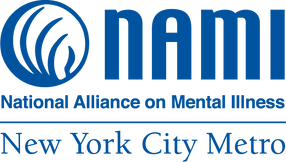 NAMI
National Alliance on Mental Illness
New York City Metro